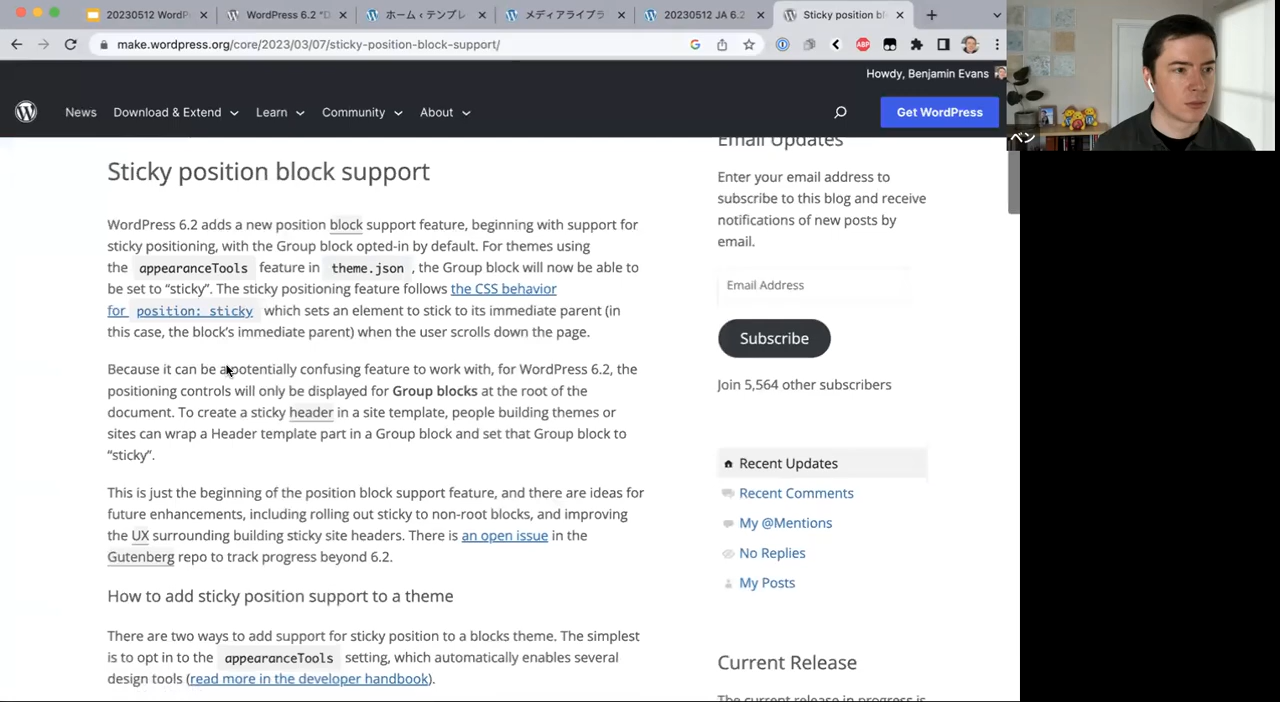 20230512 WordP
WordPress 6.2 "D
ホーム ‹ テンプレ
メディアライブラ
20230512 JA 6.2
Sticky position bl
make.wordpress.org/core/2023/03/07/sticky-position-block-support/
Howdy, Benjamin Evans
News
Download & Extend
Learn
Community
About
Get WordPress
ベン
Sticky position block support
WordPress 6.2 adds a new position block support feature, beginning with support for
sticky positioning, with the Group block opted-in by default. For themes using
the appearanceTools feature in theme.json , the Group block will now be able to
be set to “sticky”. The sticky positioning feature follows the CSS behavior
for position: sticky which sets an element to stick to its immediate parent (in
this case, the block’s immediate parent) when the user scrolls down the page.
Because it can be a potentially confusing feature to work with, for WordPress 6.2, the
positioning controls will only be displayed for Group blocks at the root of the
document. To create a sticky header in a site template, people building themes or
sites can wrap a Header template part in a Group block and set that Group block to
“sticky”.
This is just the beginning of the position block support feature, and there are ideas for
future enhancements, including rolling out sticky to non-root blocks, and improving
the UX surrounding building sticky site headers. There is an open issue in the
Gutenberg repo to track progress beyond 6.2.
How to add sticky position support to a theme
There are two ways to add support for sticky position to a blocks theme. The simplest
is to opt in to the appearanceTools setting, which automatically enables several
design tools (read more in the developer handbook).
Email Updates
Enter your email address to
subscribe to this blog and receive
notifications of new posts by
email.
Email Address
Subscribe
Join 5,564 other subscribers
Recent Updates
Recent Comments
My @Mentions
No Replies
My Posts
Current Release
The current release in progress is